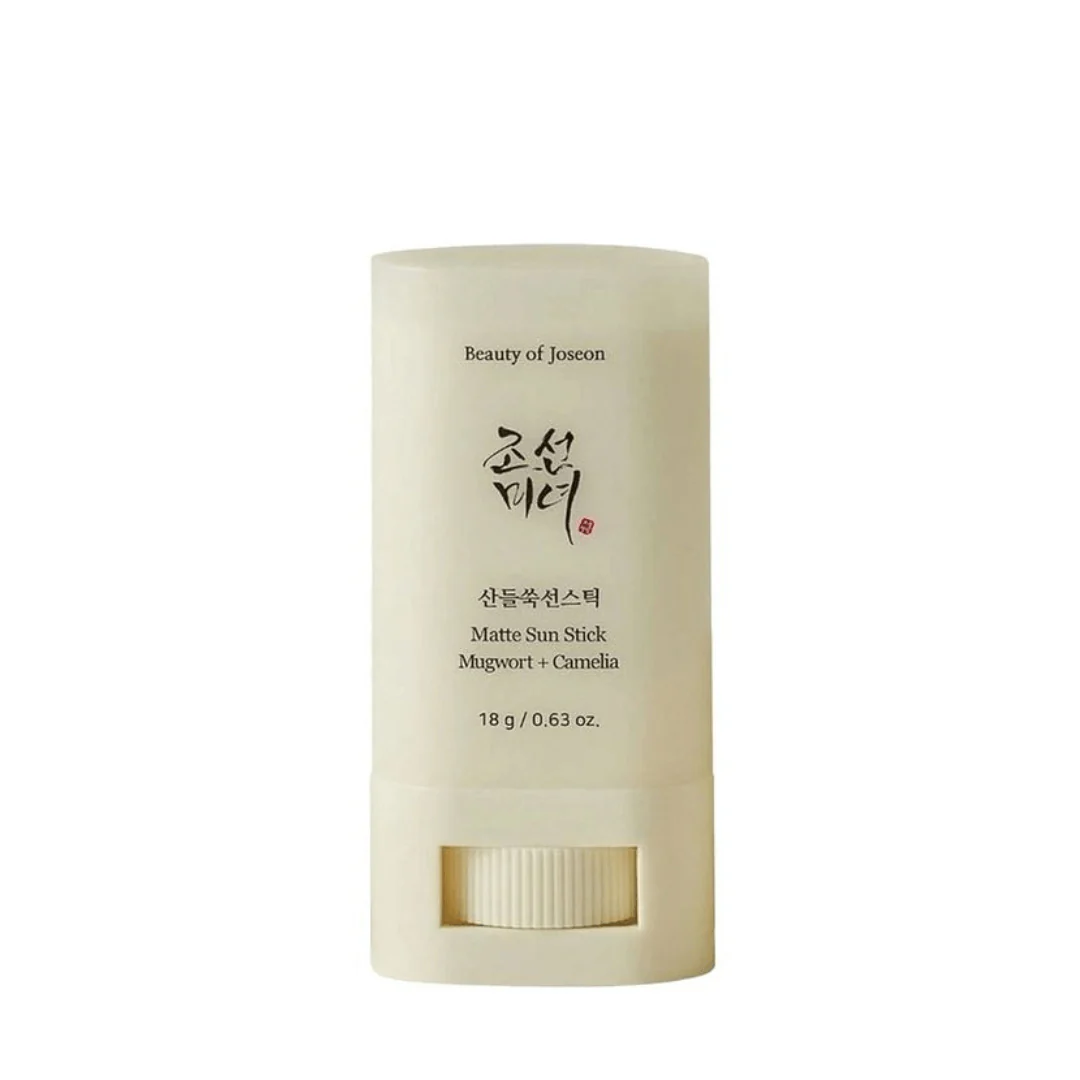 Beauty of Joseon
조선
미녀
산들쑥선스틱
Matte Sun Stick
Mugwort + Camelia
18 g / 0.63 oz.